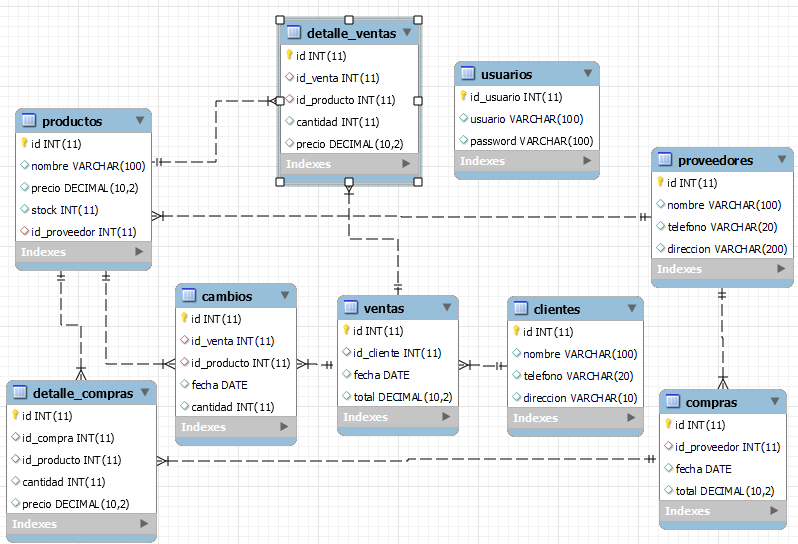 detalle_ventas
id INT(11)
id_venta INT(11)
id_producto INT(11)
cantidad INT(11)
precio DECIMAL(10,2)
Indexes
usuarios
id_usuario INT(11)
usuario VARCHAR(100)
password VARCHAR(100)
Indexes
productos
id INT(11)
nombre VARCHAR(100)
precio DECIMAL(10,2)
stock INT(11)
id_proveedor INT(11)
Indexes
proveedores
id INT(11)
nombre VARCHAR(100)
telefono VARCHAR(20)
direccion VARCHAR(200)
Indexes
cambios
id INT(11)
id_venta INT(11)
id_producto INT(11)
fecha DATE
cantidad INT(11)
Indexes
ventas
id INT(11)
id_cliente INT(11)
fecha DATE
total DECIMAL(10,2)
Indexes
clientes
id INT(11)
nombre VARCHAR(100)
telefono VARCHAR(20)
direccion VARCHAR(10)
Indexes
detalle_compras
id INT(11)
id_compra INT(11)
id_producto INT(11)
cantidad INT(11)
precio DECIMAL(10,2)
Indexes
compras
id INT(11)
id_proveedor INT(11)
fecha DATE
total DECIMAL(10,2)
Indexes